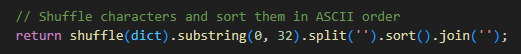 // Shuffle characters and sort them in ASCII order
return shuffle(dict).substring(0, 32).split('').sort().join('');